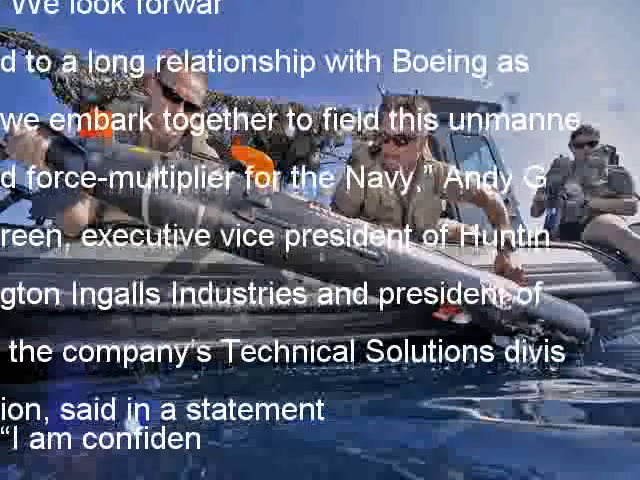 “We look forwar
d to a long relationship with Boeing as
we embark together to field this unmanne
d force-multiplier for the Navy,” Andy G
reen, executive vice president of Huntin
gton Ingalls Industries and president of
the company's Technical Solutions divis
ion, said in a statement
“I am confiden